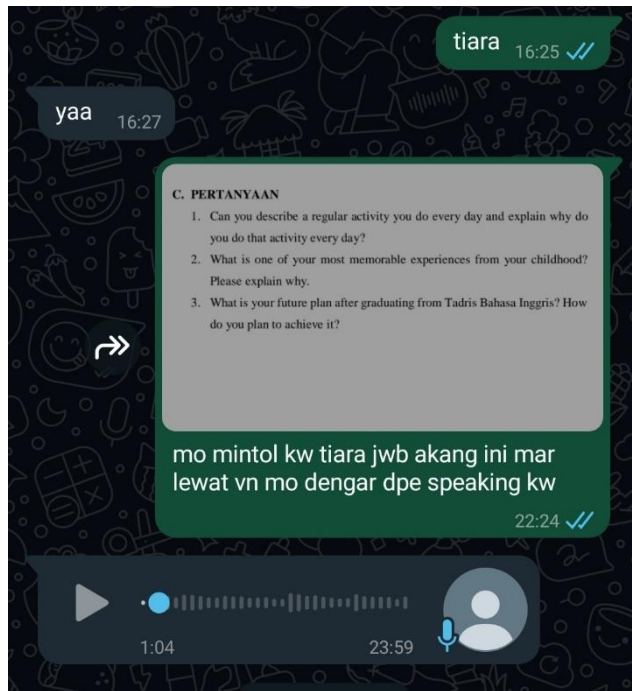 tiara 16:25
yaa 16:27
C. PERTANYAAN
1. Can you describe a regular activity you do every day and explain why do
you do that activity every day?
2. What is one of your most memorable experiences from your childhood?
Please explain why.
3. What is your future plan after graduating from Tadris Bahasa Inggris? How
do you plan to achieve it?
mo mintol kw tiara jwb akang ini mar
lewat vn mo dengar dpe speaking kw
22:24
1:04 23:59